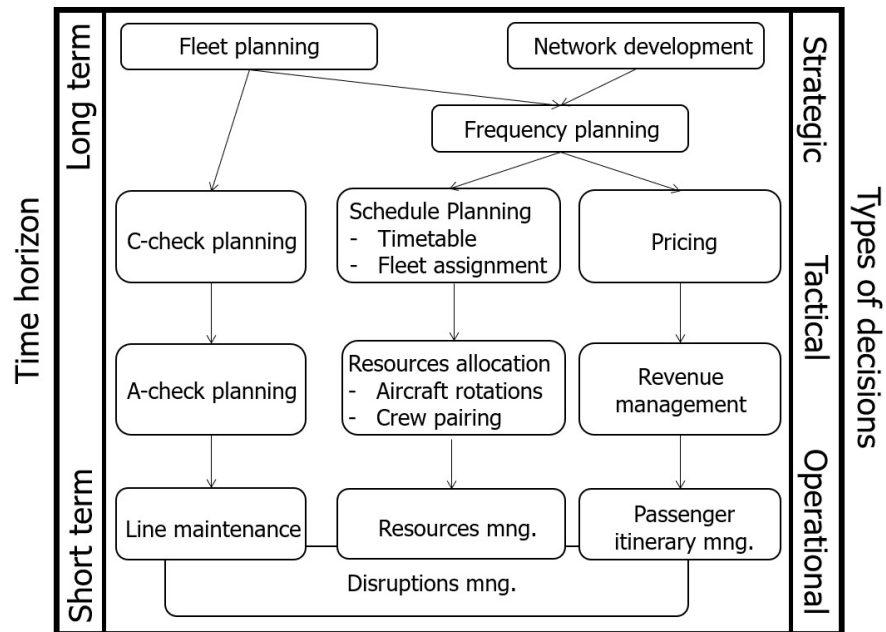 Fleet planning
Network development
Frequency planning
C-check planning
Schedule Planning
- Timetable
- Fleet assignment
Pricing
A-check planning
Resources allocation
- Aircraft rotations
- Crew pairing
Revenue
management
Line maintenance
Resources mng.
Passenger
itinerary mng.
Disruptions mng.
Time horizon
Long term
Short term
Strategic
Tactical
Operational
Types of decisions